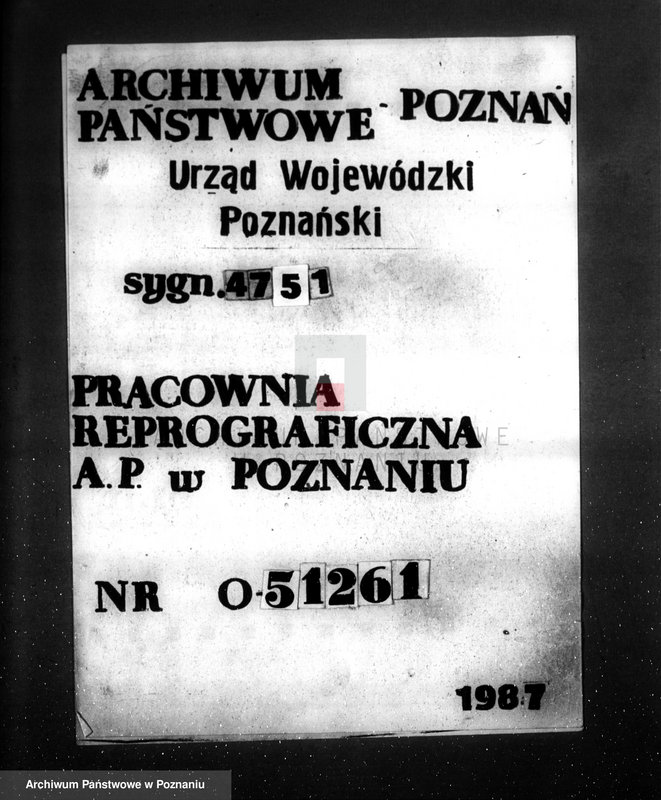 ARCHIWUM
PAŃSTWOWE - POZNAŃ
Urząd Wojewódzki
Poznański
sygn. 4751
PRACOWNIA
REPROGRAFICZNA
A.P. w POZNANIU
NR O-51261
1987
Archiwum Państwowe w Poznaniu